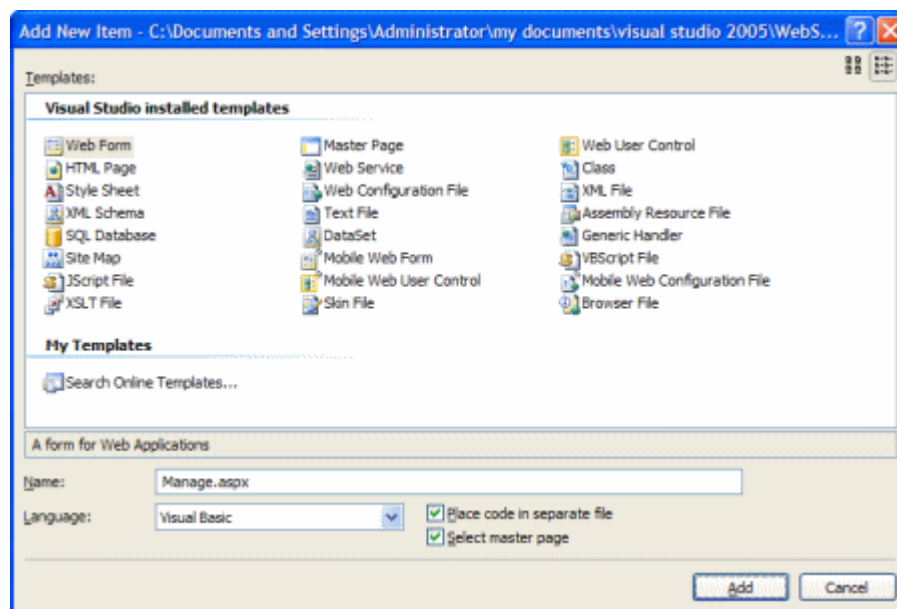 Add New Item - C:\Documents and Settings\Administrator\my documents\visual studio 2005\WebS...
Templates:
Visual Studio installed templates
Web Form Master Page Web User Control
HTML Page Web Service Class
Style Sheet Web Configuration File XML File
XML Schema Text File Assembly Resource File
SQL Database DataSet Generic Handler
Site Map Mobile Web Form VBScript File
JScript File Mobile Web User Control Mobile Web Configuration File
XSLT File Skin File Browser File
My Templates
Search Online Templates...
A form for Web Applications
Name: Manage.aspx
Language: Visual Basic Place code in separate file
Select master page
Add Cancel